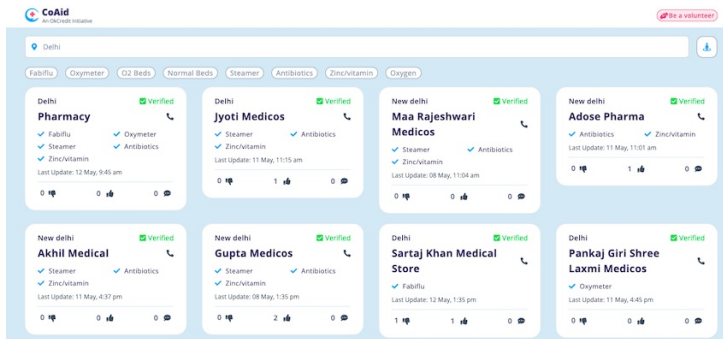 CoAid
An OkCredit Initiative
Be a volunteer
Delhi
Fabiflu
Oxymeter
O2 Beds
Normal Beds
Steamer
Antibiotics
Zinc/vitamin
Oxygen
Delhi
Verified
Pharmacy
Fabiflu
Oxymeter
Steamer
Antibiotics
Zinc/vitamin
Last Update: 12 May, 9:45 am
0
0
0
Delhi
Verified
Jyoti Medicos
Steamer
Antibiotics
Zinc/vitamin
Last Update: 11 May, 11:15 am
0
1
0
New delhi
Verified
Maa Rajeshwari
Medicos
Steamer
Antibiotics
Zinc/vitamin
Last Update: 08 May, 11:04 am
0
0
0
New delhi
Verified
Adose Pharma
Antibiotics
Zinc/vitamin
Last Update: 11 May, 11:01 am
0
1
0
New delhi
Verified
Akhil Medical
Steamer
Antibiotics
Zinc/vitamin
Last Update: 11 May, 4:37 pm
0
0
0
New delhi
Verified
Gupta Medicos
Steamer
Antibiotics
Zinc/vitamin
Last Update: 08 May, 1:35 pm
0
2
0
Delhi
Verified
Sartaj Khan Medical
Store
Fabiflu
Last Update: 12 May, 1:35 pm
1
1
0
Delhi
Verified
Pankaj Giri Shree
Laxmi Medicos
Oxymeter
Last Update: 11 May, 4:45 pm
0
0
0